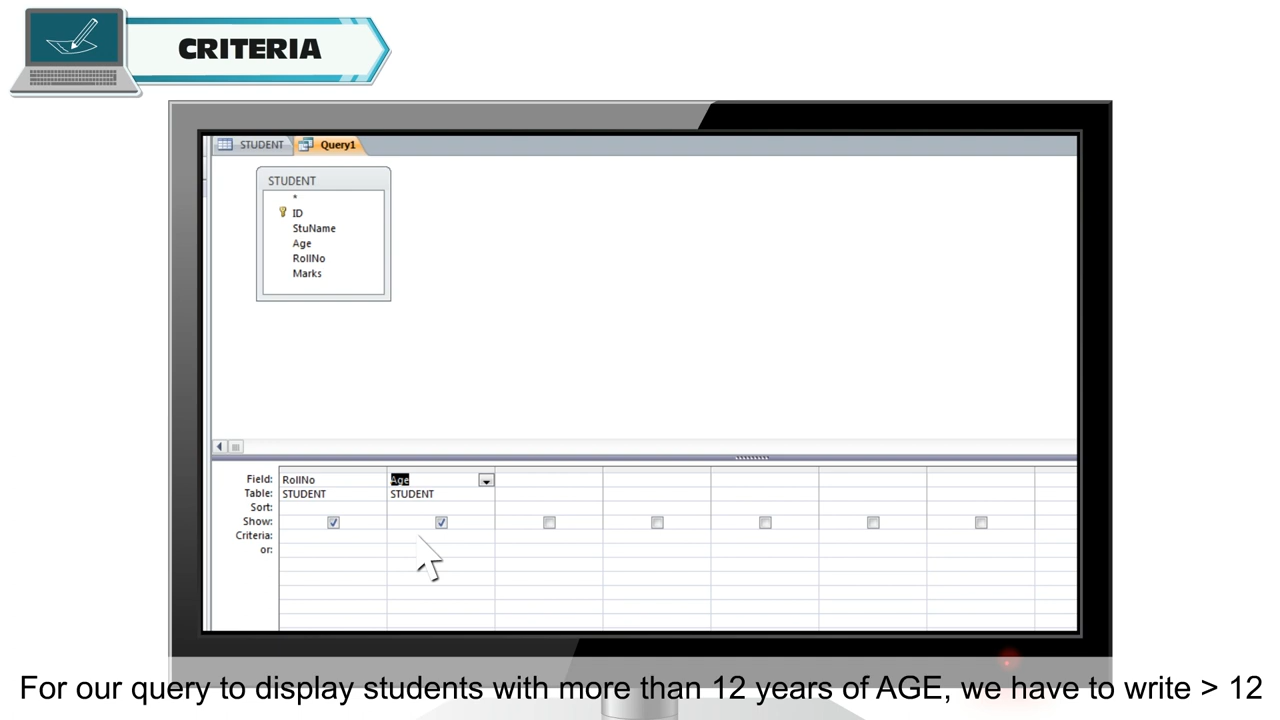 CRITERIA
STUDENT Query1
STUDENT
*
ID
StuName
Age
RollNo
Marks
Field: RollNo Age
Table: STUDENT STUDENT
Sort:
Show:
Criteria:
or:
For our query to display students with more than 12 years of AGE, we have to write > 12